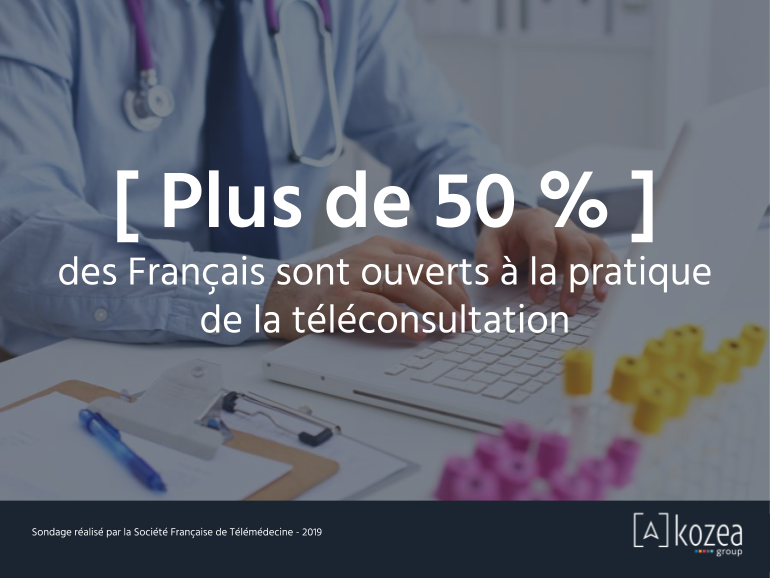 [ Plus de 50 % ]
des Français sont ouverts à la pratique
de la téléconsultation
Sondage réalisé par la Société Française de Télémédecine - 2019
[A] kozea
group